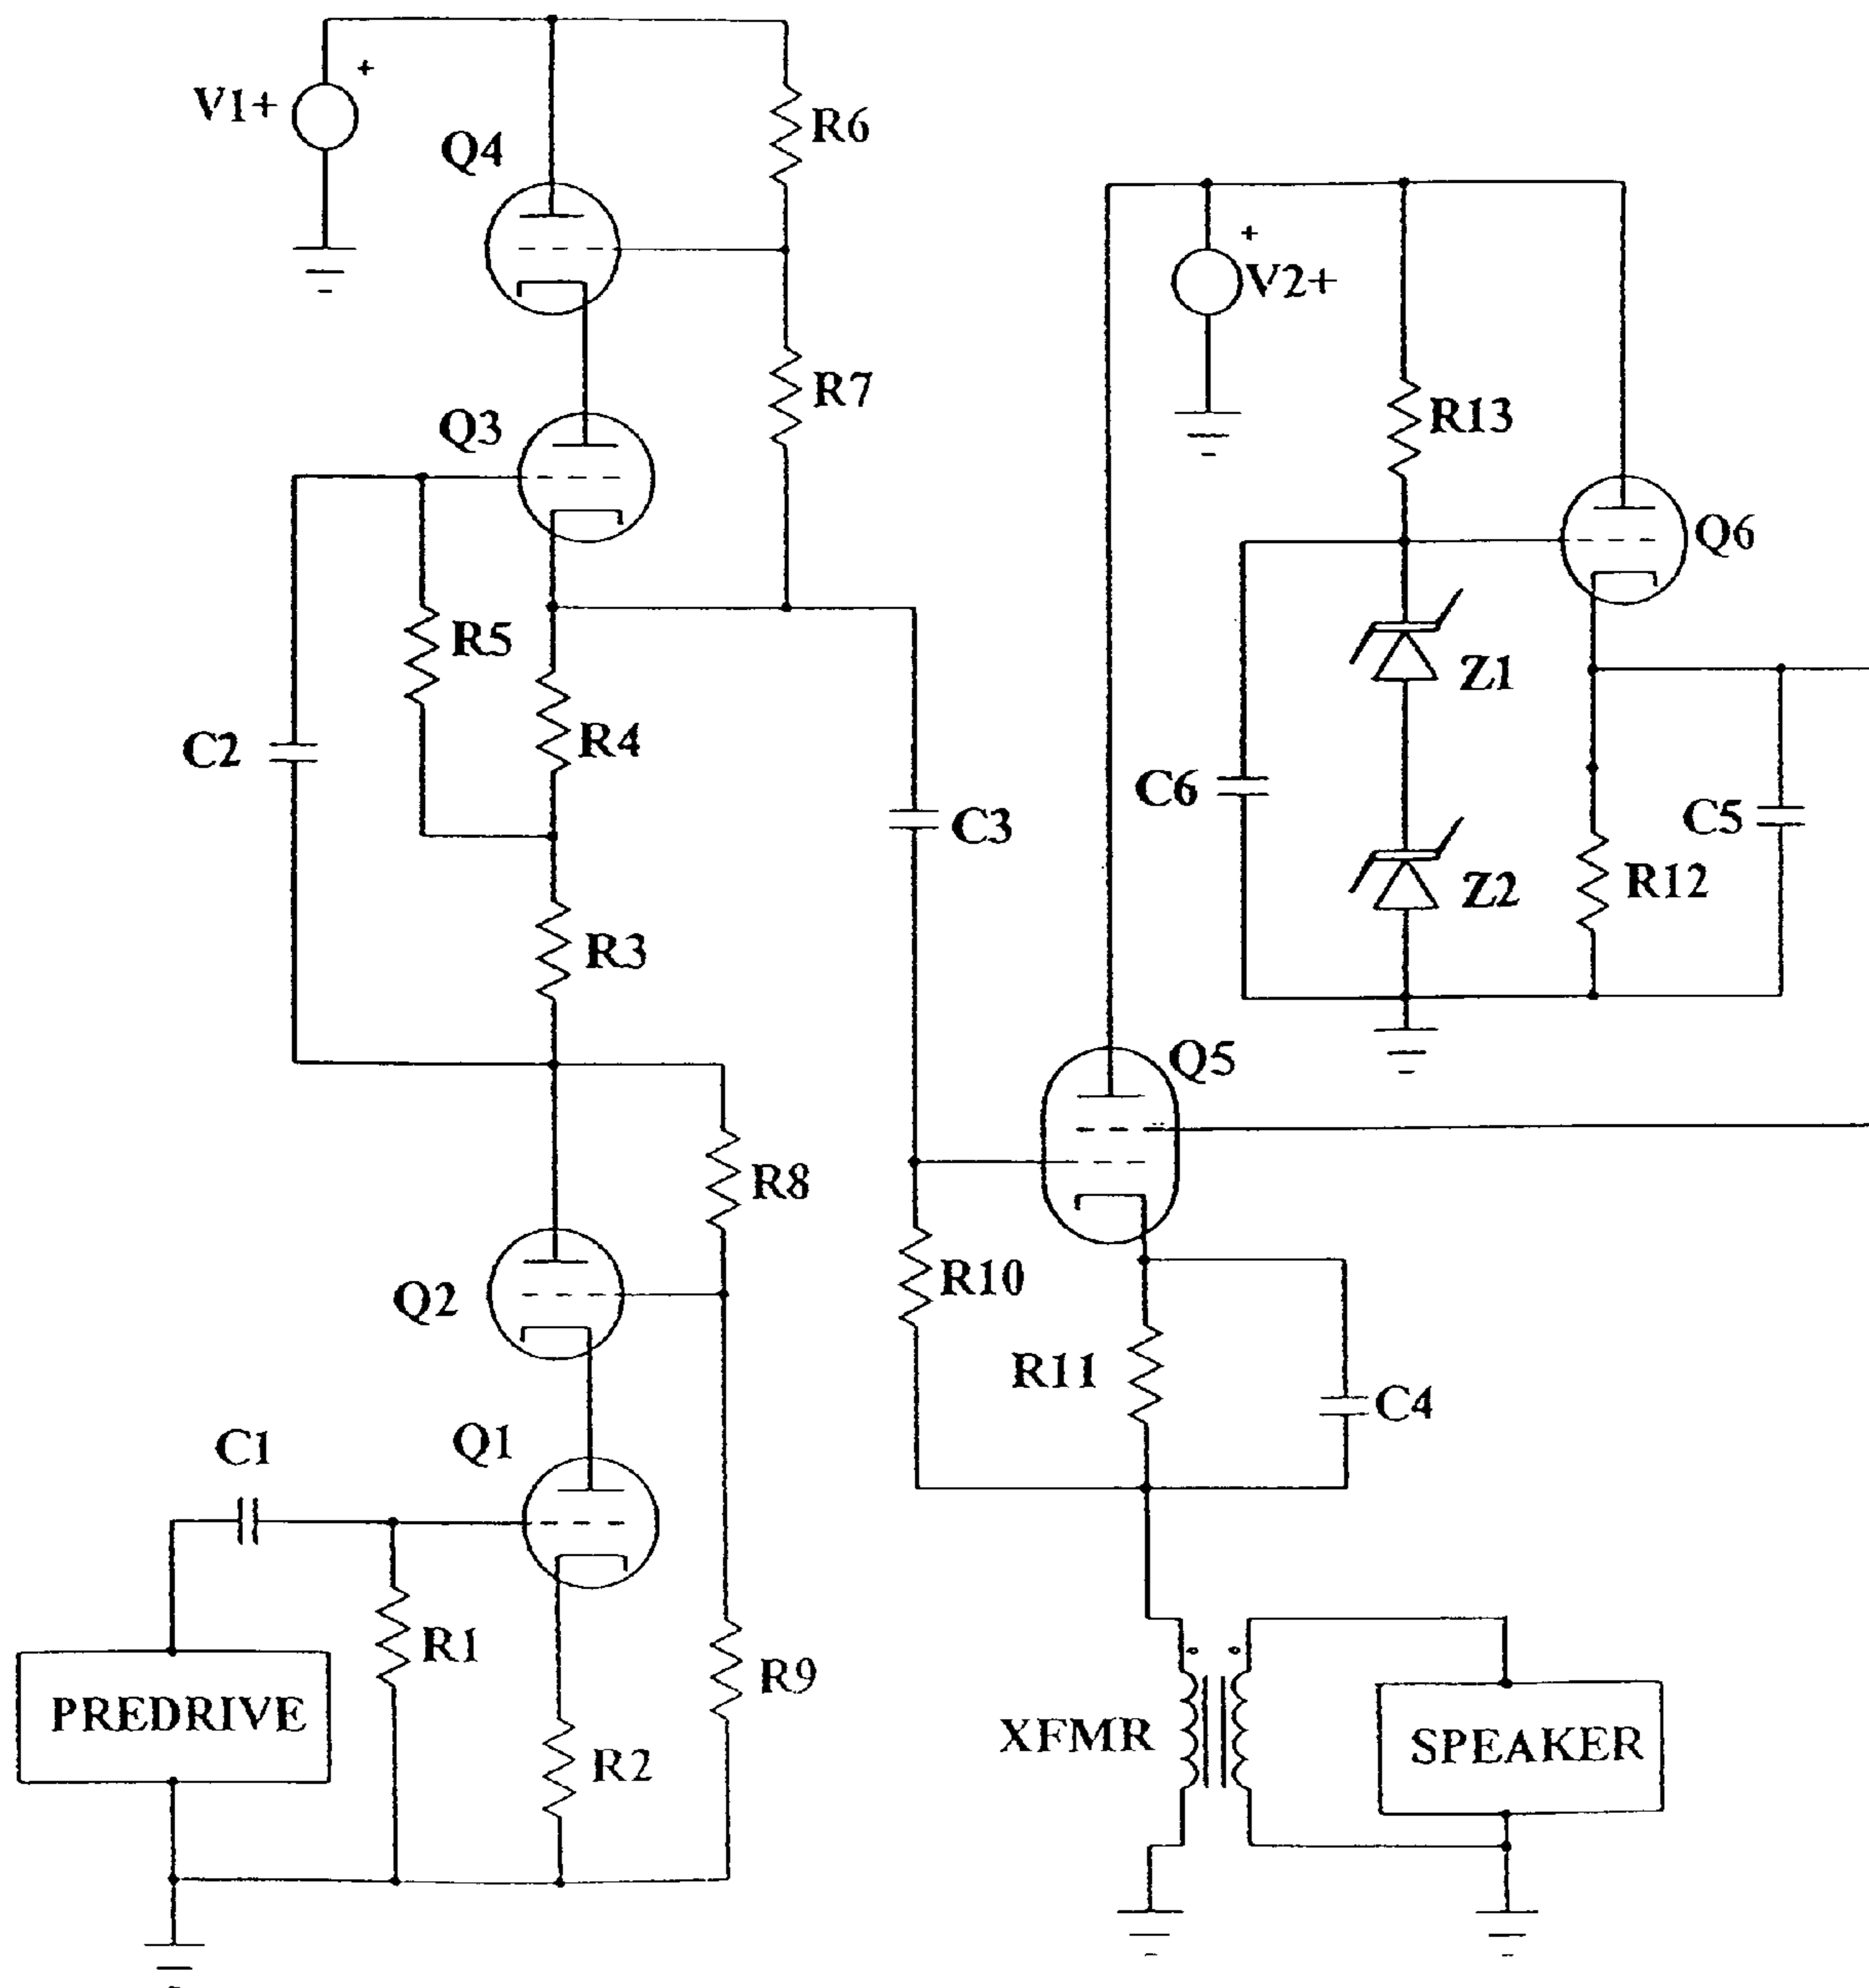 V1+
+
Q4
R6
+
V2+
Q3
R7
R13
Q6
R5
Z1
C2
R4
C6
C3
C5
Z2
R12
R3
Q5
R8
Q2
R10
R11
C4
C1
Q1
R1
R9
PREDRIVE
XFMR
SPEAKER
R2